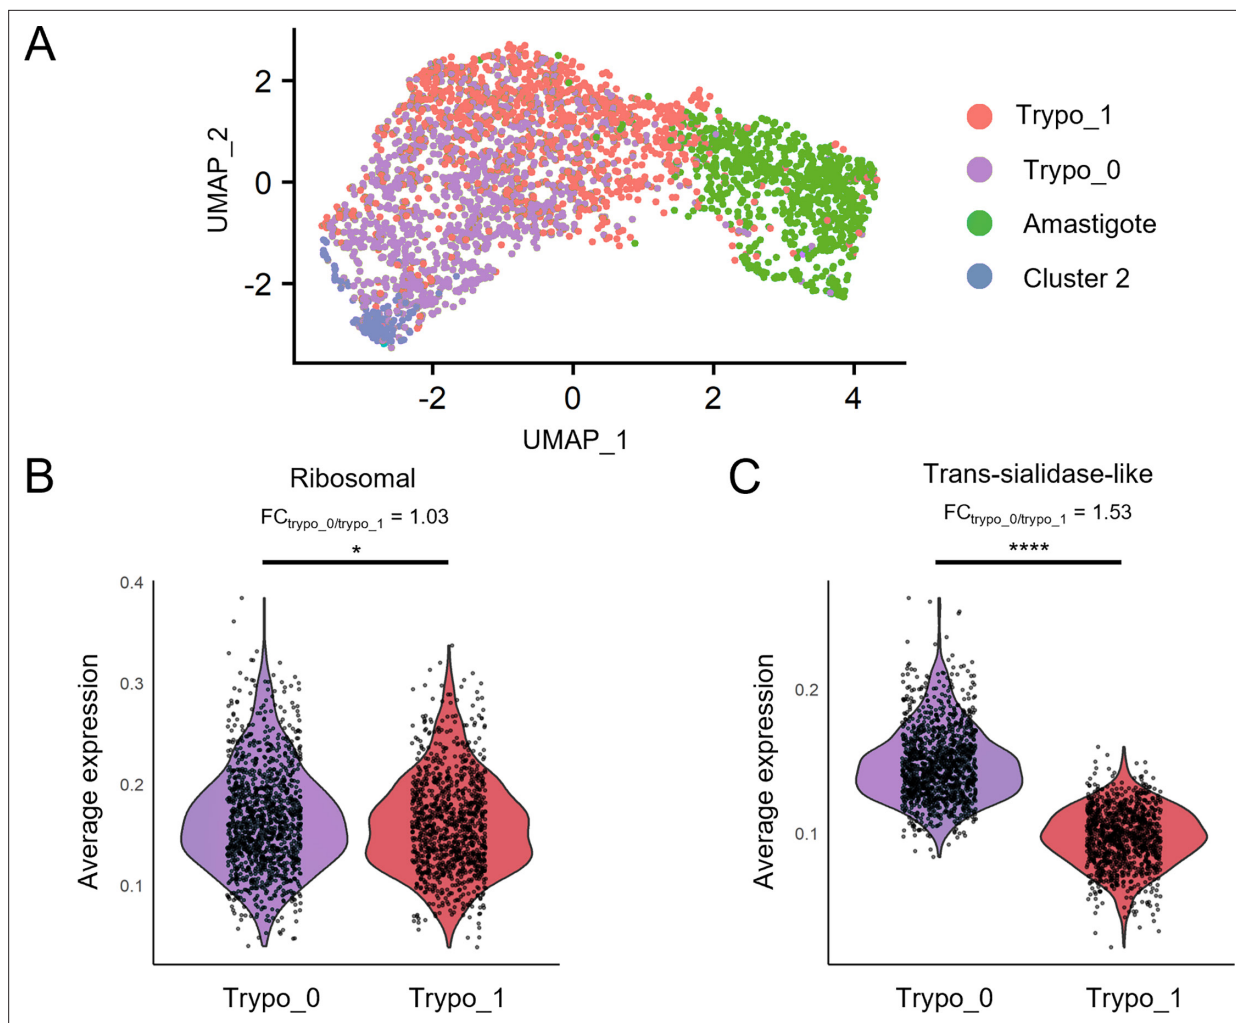 A
UMAP_2
2
0
-2
-2
0
2
4
UMAP_1
Trypo_1
Trypo_0
Amastigote
Cluster 2
B
Ribosomal
FCtrypo_0/trypo_1 = 1.03
*
Average expression
0.4
0.3
0.2
0.1
Trypo_0
Trypo_1
C
Trans-sialidase-like
FCtrypo_0/trypo_1 = 1.53
****
Average expression
0.2
0.1
Trypo_0
Trypo_1